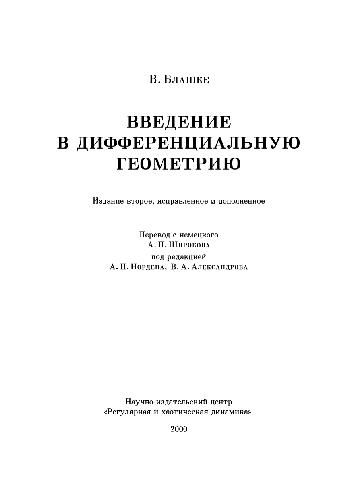 В. Бляшке
ВВЕДЕНИЕ
В ДИФФЕРЕНЦИАЛЬНУЮ
ГЕОМЕТРИЮ
Издание второе, исправленное и дополненное
Перевод с немецкого
А. П. Широкова
под редакцией
А. П. Нордена, В. А. Александрова
Научно-издательский центр
«Регулярная и хаотическая динамика»
2000